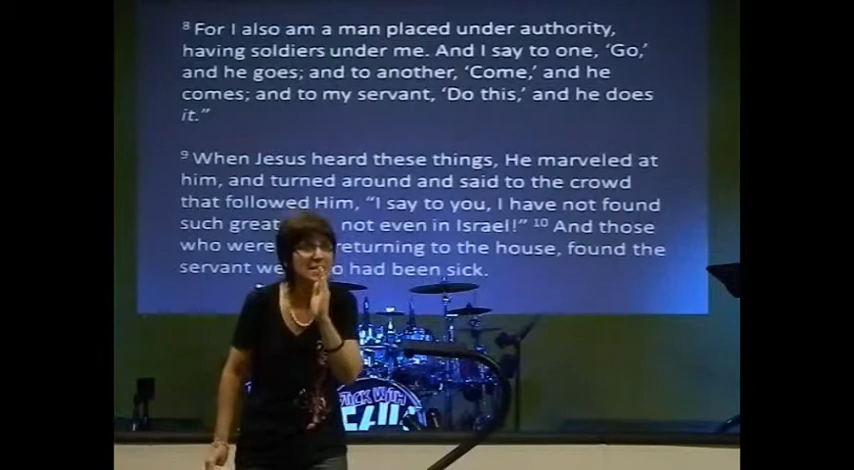 8 For I also am a man placed under authority,
having soldiers under me. And I say to one, ‘Go,’
and he goes; and to another, ‘Come,’ and he
comes; and to my servant, ‘Do this,’ and he does
it.”
9 When Jesus heard these things, He marveled at
him, and turned around and said to the crowd
that followed Him, “I say to you, I have not found
such great not even in Israel!” 10 And those
who were returning to the house, found the
servant had been sick.
STICK WITH